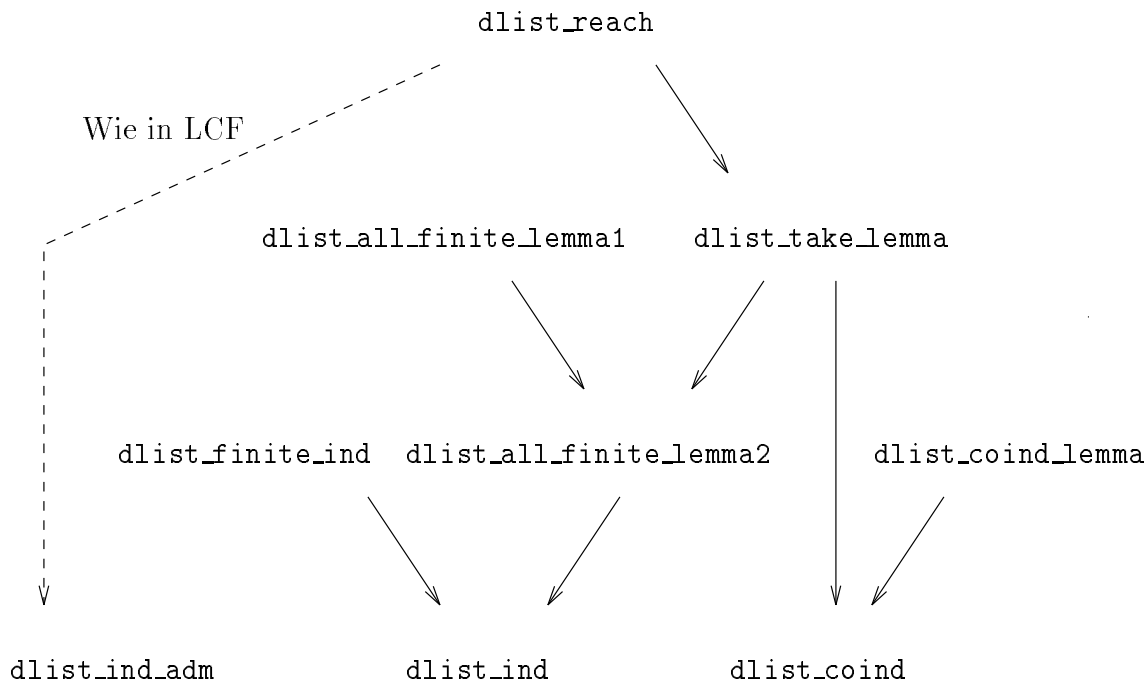 dlist_reach
Wie in LCF
dlist_all_finite_lemma1 dlist_take_lemma
dlist_finite_ind dlist_all_finite_lemma2 dlist_coind_lemma
dlist_ind_adm dlist_ind dlist_coind